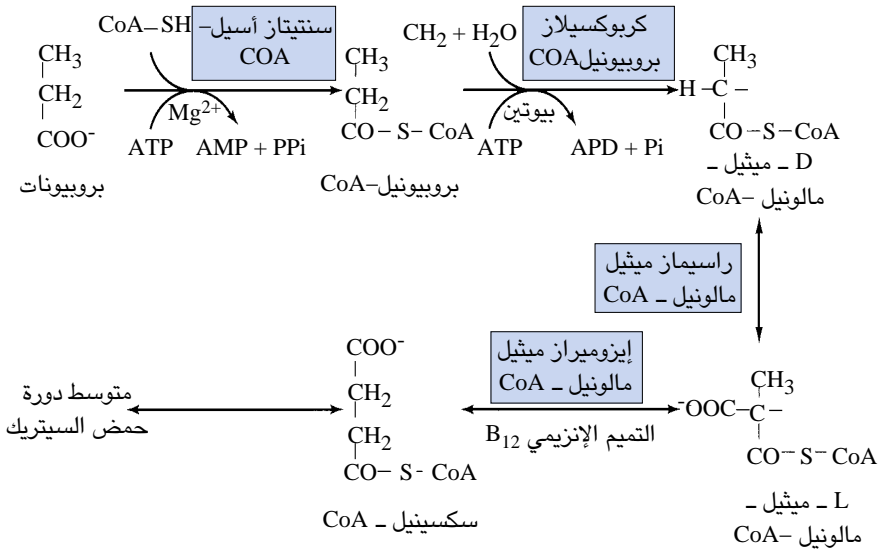 CoA–SH
سنتيتاز أسيل–
COA
CH₃
CH₂
COO⁻
بروبيونات
Mg²⁺
ATP
AMP + PPi
CH₃
CH₂
CO – S – CoA
بروبيونيل–CoA
CH₂ + H₂O
كربوكسيلاز
بروبيونيلCOA
بيوتين
ATP
APD + Pi
CH₃
H – C –
CO – S – CoA
D – ميثيل –
مالونيل –CoA
راسيماز ميثيل
مالونيل – CoA
CH₃
⁻OOC – C –
CO – S – CoA
L – ميثيل –
مالونيل –CoA
إيزوميراز ميثيل
مالونيل – CoA
التميم الإنزيمي B₁₂
COO⁻
CH₂
CH₂
CO – S - CoA
سكسينيل – CoA
متوسط دورة
حمض السيتريك